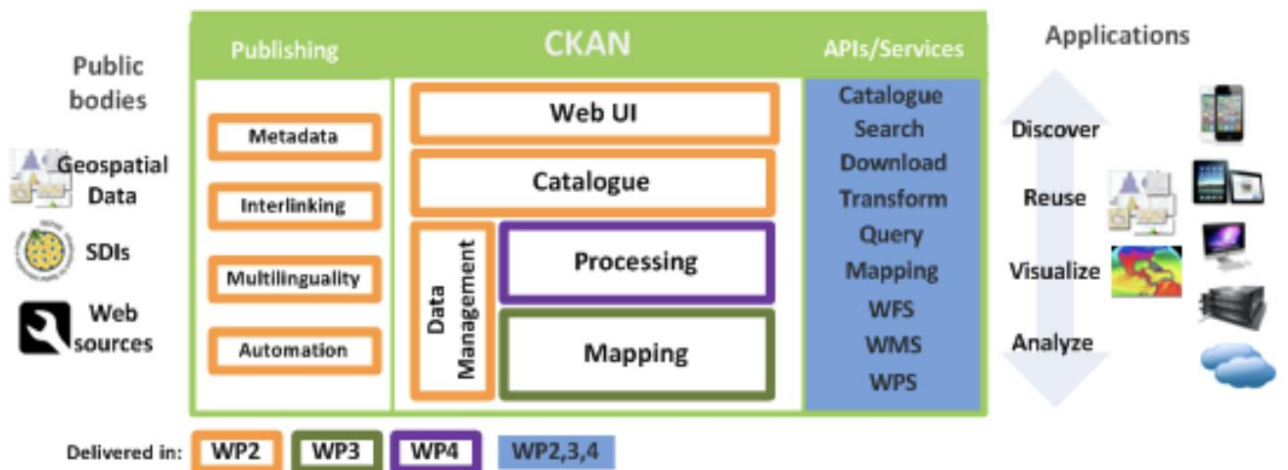 Public
bodies
Geospatial
Data
SDIs
Web
sources
Publishing
Metadata
Interlinking
Multilinguality
Automation
CKAN
Web UI
Catalogue
Data
Management
Processing
Mapping
APIs/Services
Catalogue
Search
Download
Transform
Query
Mapping
WFS
WMS
WPS
Applications
Discover
Reuse
Visualize
Analyze
Delivered in: WP2 WP3 WP4 WP2,3,4